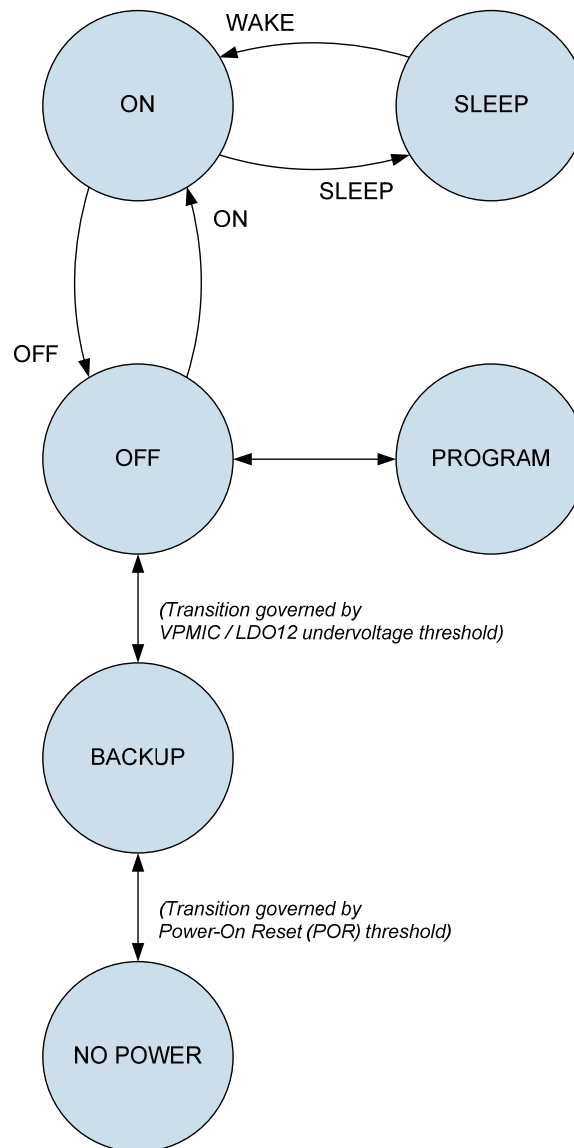 WAKE
ON
SLEEP
SLEEP
ON
OFF
OFF
PROGRAM
(Transition governed by
VPMIC / LDO12 undervoltage threshold)
BACKUP
(Transition governed by
Power-On Reset (POR) threshold)
NO POWER